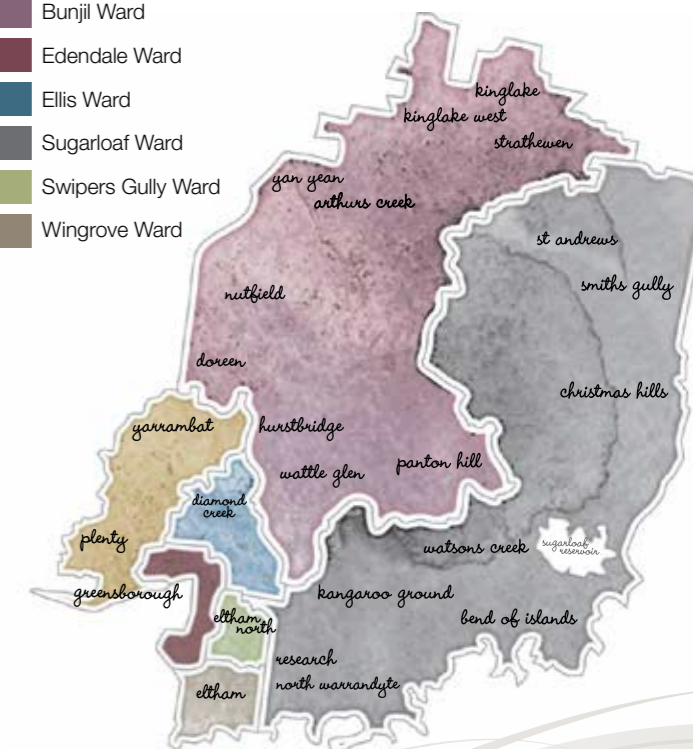 Bunjil Ward
Edendale Ward
Ellis Ward
Sugarloaf Ward
Swipers Gully Ward
Wingrove Ward
kinglake
kinglake west
strathewen
yan yean
arthurs creek
st andrews
smiths gully
nutfield
doreen
christmas hills
yarrambat
hurstbridge
wattle glen
panton hill
diamond
creek
plenty
watsons creek
sugarloaf
reservoir
greensborough
kangaroo ground
eltham
north
bend of islands
research
eltham
north warrandyte